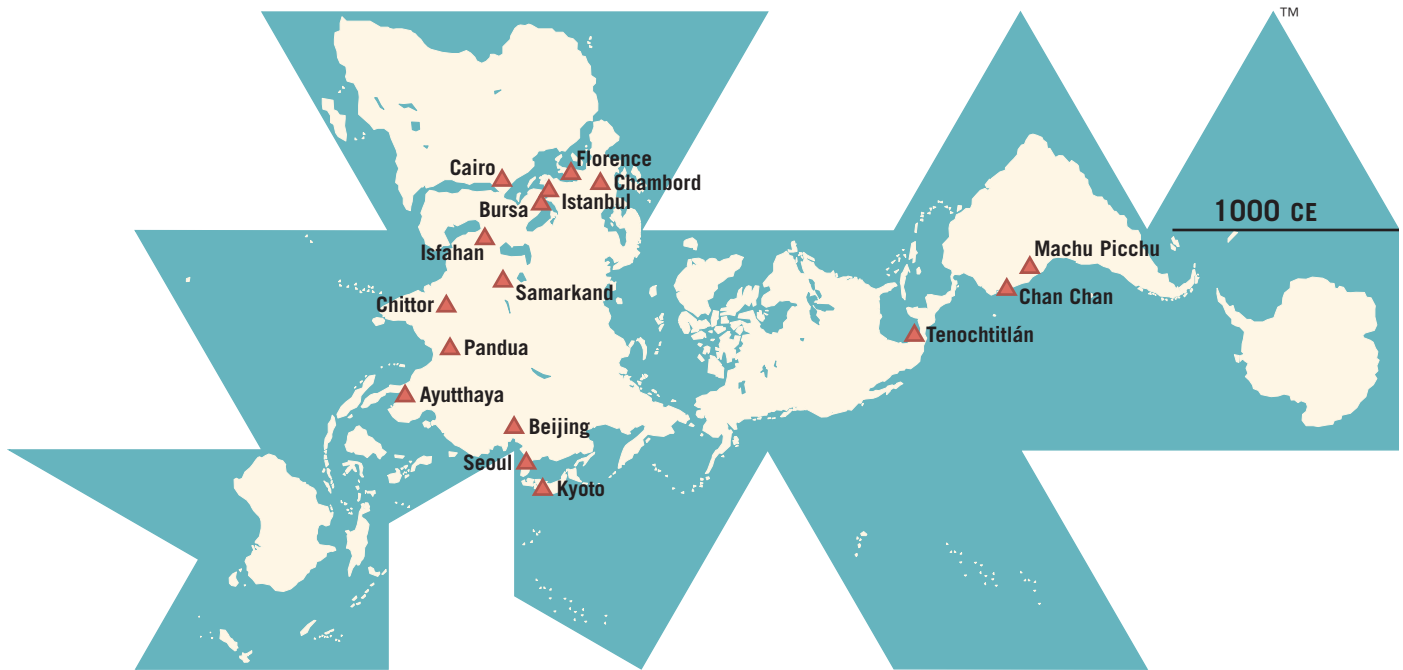 TM
Florence
Cairo
Chambord
Istanbul
Bursa
1000 CE
Isfahan
Machu Picchu
Samarkand
Chan Chan
Chittor
Tenochtitlán
Pandua
Ayutthaya
Beijing
Seoul
Kyoto